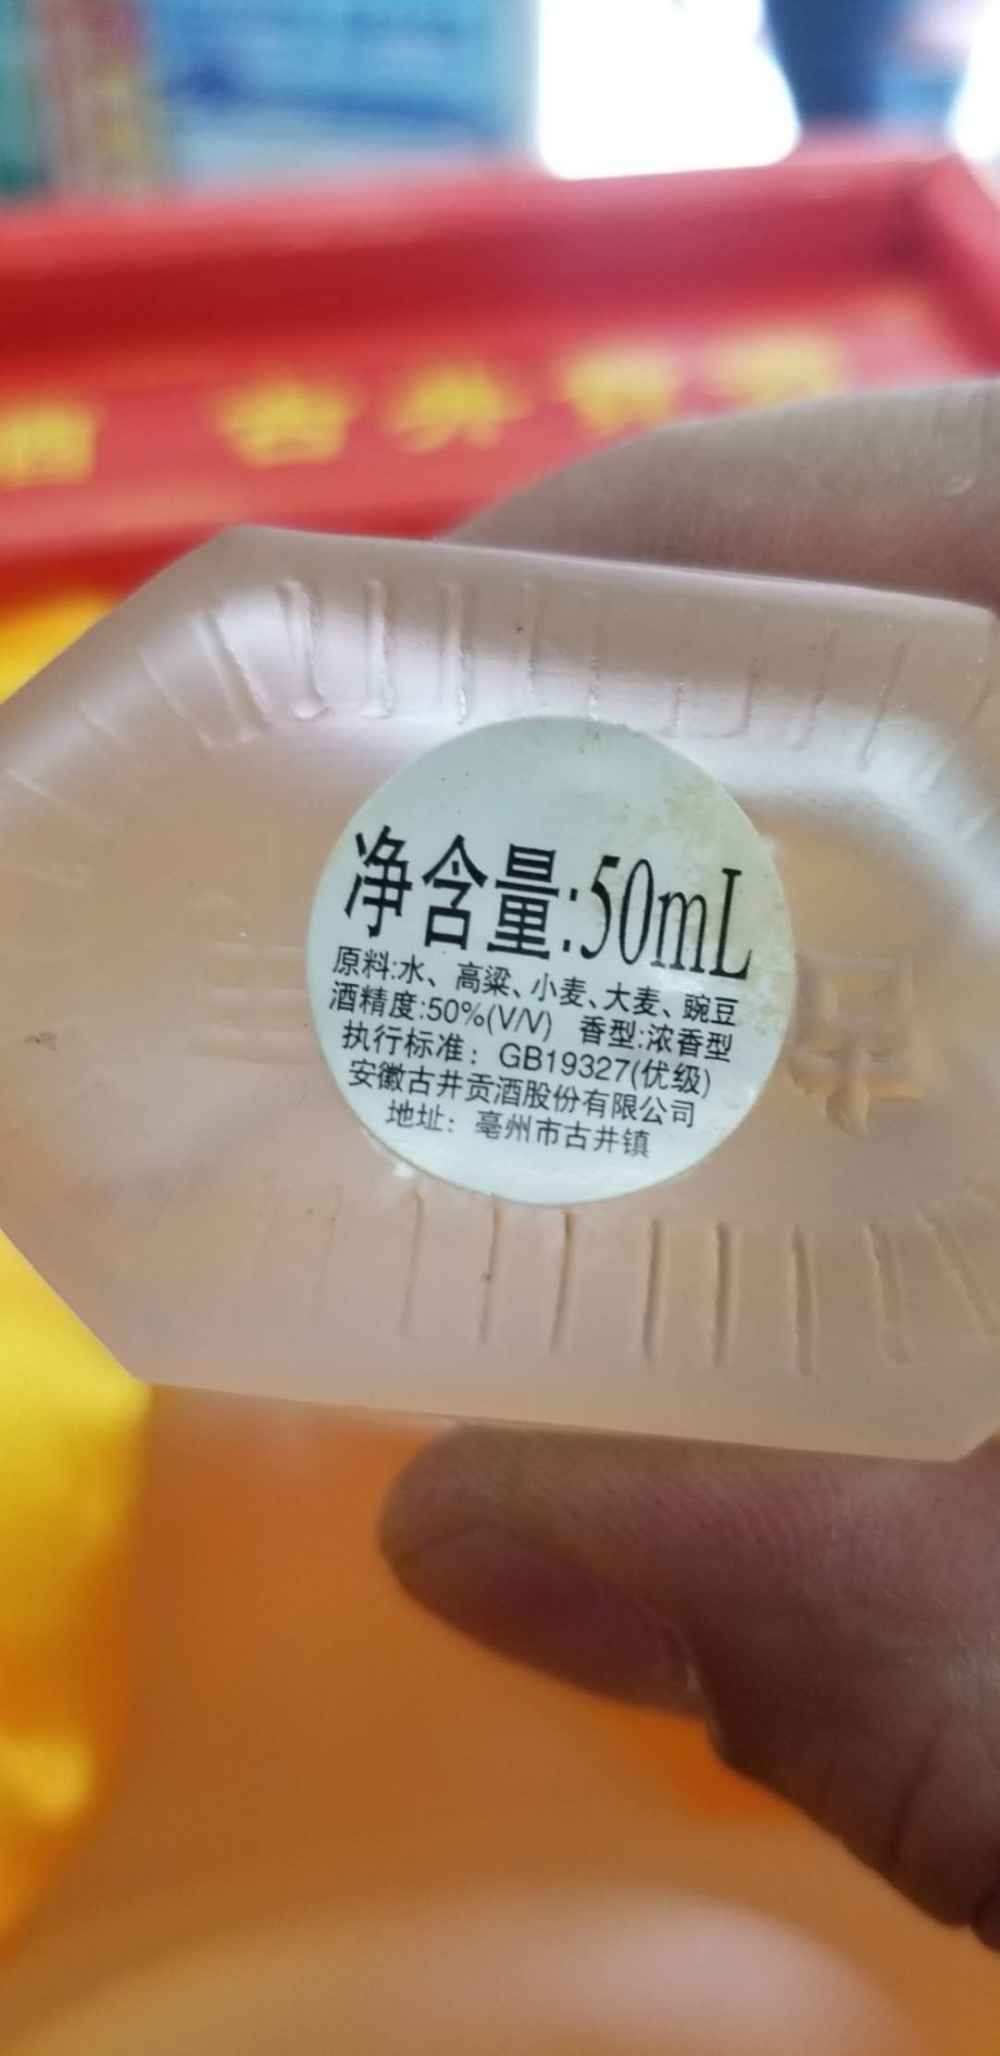 净含量:50mL
原料:水、高粱、小麦、大麦、豌豆
酒精度:50%(V/V) 香型:浓香型
执行标准：GB19327(优级)
安徽古井贡酒股份有限公司
地址：亳州市古井镇